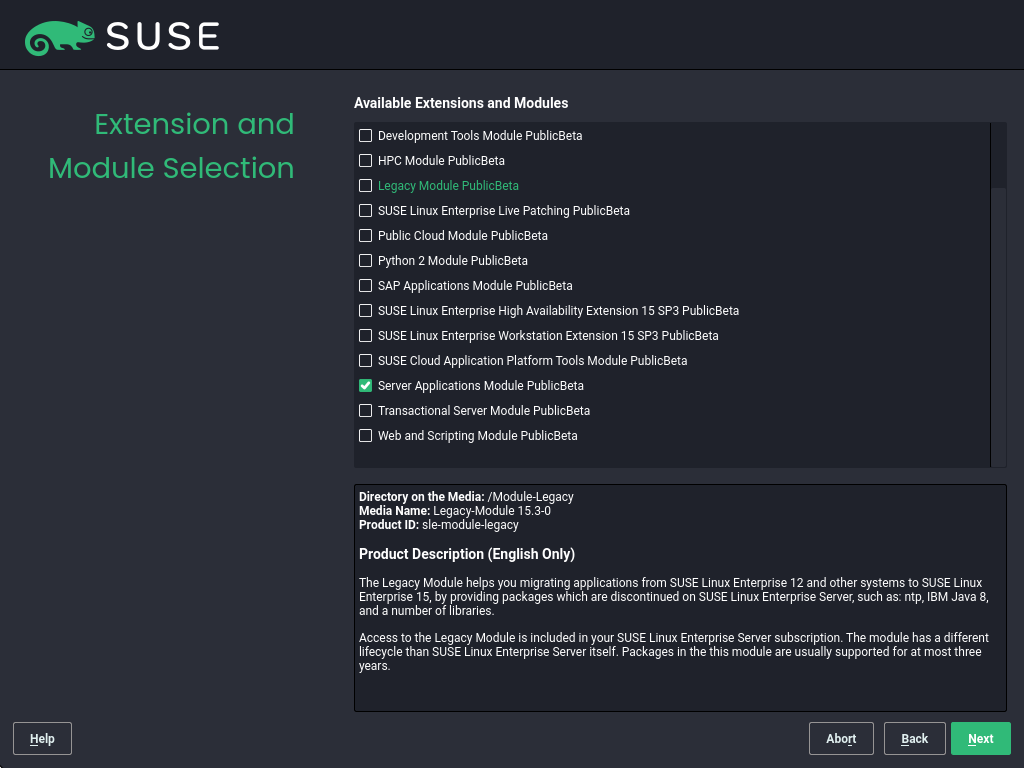 SUSE
Extension and
Module Selection
Available Extensions and Modules
Development Tools Module PublicBeta
HPC Module PublicBeta
Legacy Module PublicBeta
SUSE Linux Enterprise Live Patching PublicBeta
Public Cloud Module PublicBeta
Python 2 Module PublicBeta
SAP Applications Module PublicBeta
SUSE Linux Enterprise High Availability Extension 15 SP3 PublicBeta
SUSE Linux Enterprise Workstation Extension 15 SP3 PublicBeta
SUSE Cloud Application Platform Tools Module PublicBeta
Server Applications Module PublicBeta
Transactional Server Module PublicBeta
Web and Scripting Module PublicBeta
Directory on the Media: /Module-Legacy
Media Name: Legacy-Module 15.3-0
Product ID: sle-module-legacy
Product Description (English Only)
The Legacy Module helps you migrating applications from SUSE Linux Enterprise 12 and other systems to SUSE Linux
Enterprise 15, by providing packages which are discontinued on SUSE Linux Enterprise Server, such as: ntp, IBM Java 8,
and a number of libraries.
Access to the Legacy Module is included in your SUSE Linux Enterprise Server subscription. The module has a different
lifecycle than SUSE Linux Enterprise Server itself. Packages in the this module are usually supported for at most three
years.
Help
Abort
Back
Next